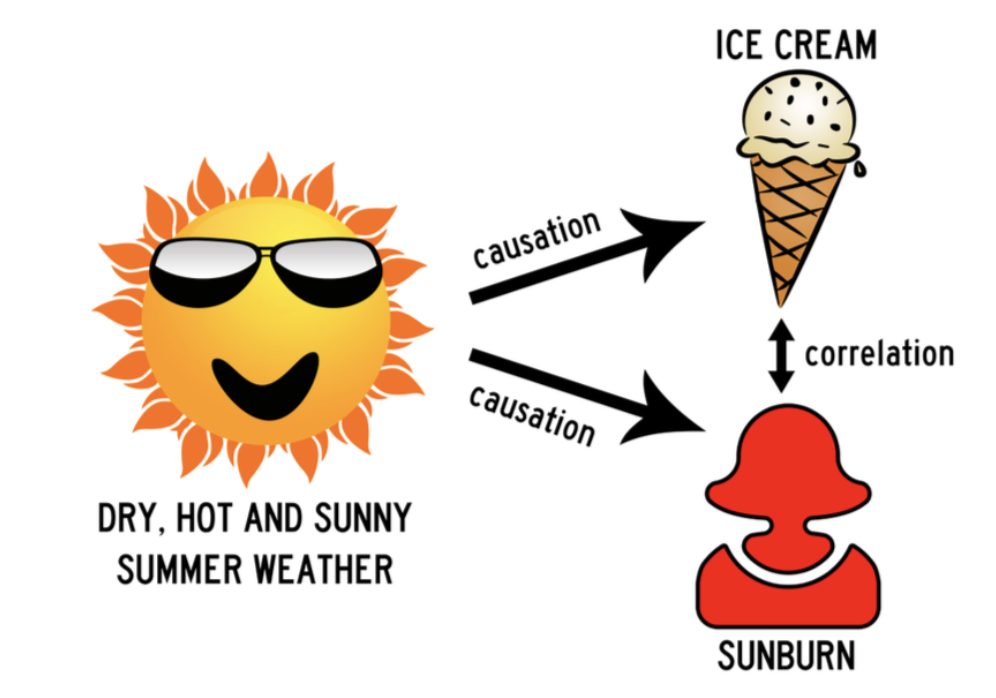 ICE CREAM
causation
correlation
causation
DRY, HOT AND SUNNY
SUMMER WEATHER
SUNBURN